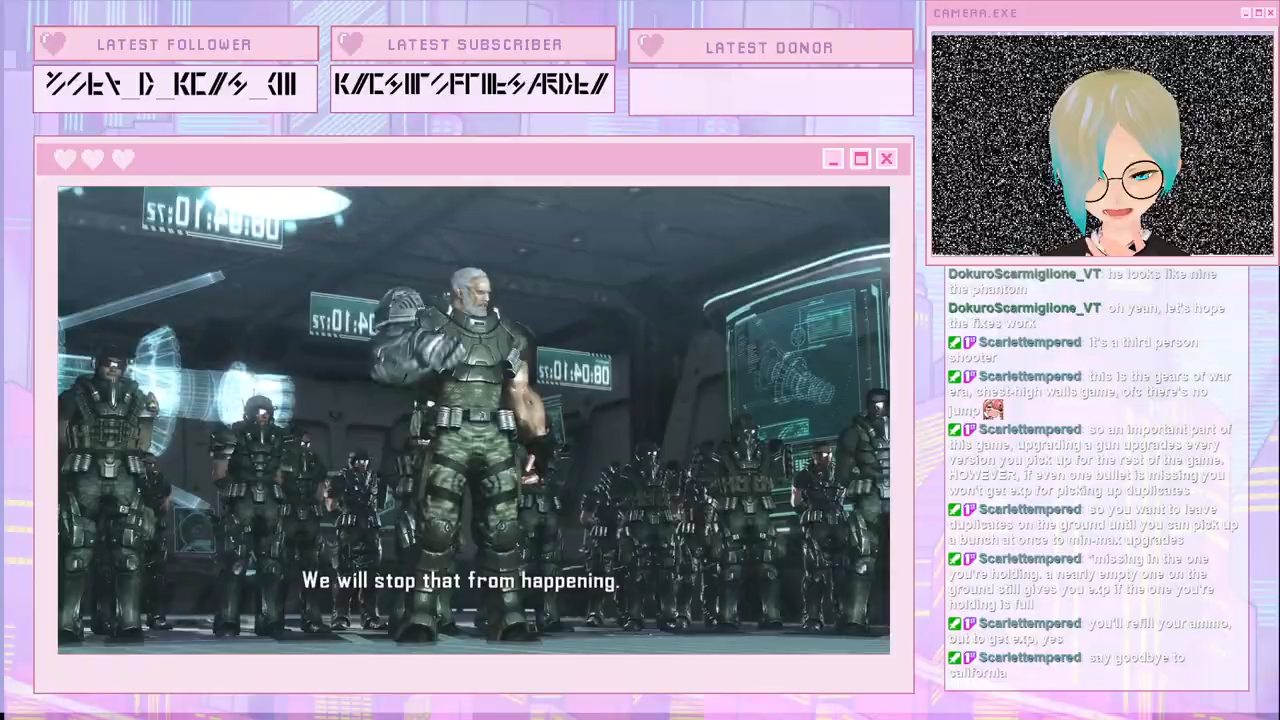 CAMERA.EXE
LATEST FOLLOWER
LATEST SUBSCRIBER
LATEST DONOR
We will stop that from happening.
DokuroScarmiglione_VT he looks like nine
the phantom
DokuroScarmiglione_VT oh yeah, let's hope
the fixes work
Scarlettempered it's a third person
shooter
Scarlettempered this is the gears of war
era, chest-high walls game, ofc there's no
jump
Scarlettempered so an important part of
this game, upgrading a gun upgrades every
version you pick up for the rest of the game.
HOWEVER, if even one bullet is missing you
won't get exp for picking up duplicates
Scarlettempered so you want to leave
duplicates on the ground until you can pick up
a bunch at once to min-max upgrades
Scarlettempered *missing in the one
you're holding. a nearly empty one on the
ground still gives you exp if the one you're
holding is full
Scarlettempered you'll refill your ammo,
but to get exp, yes
Scarlettempered say goodbye to
california